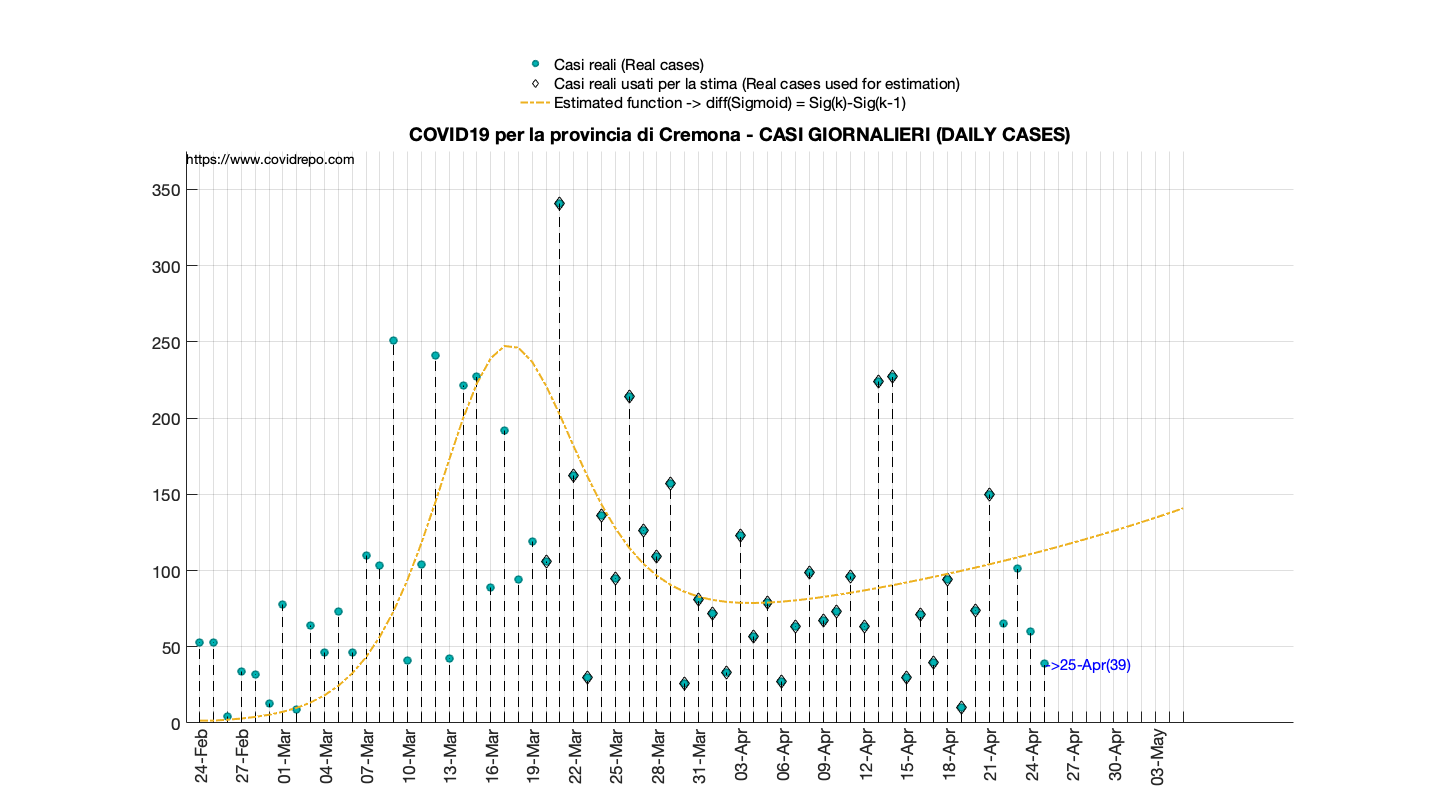 Casi reali (Real cases)
Casi reali usati per la stima (Real cases used for estimation)
Estimated function -> diff(Sigmoid) = Sig(k)-Sig(k-1)
COVID19 per la provincia di Cremona - CASI GIORNALIERI (DAILY CASES)
https://www.covidrepo.com
350
300
250
200
150
100
50
0
->25-Apr(39)
24-Feb
27-Feb
01-Mar
04-Mar
07-Mar
10-Mar
13-Mar
16-Mar
19-Mar
22-Mar
25-Mar
28-Mar
31-Mar
03-Apr
06-Apr
09-Apr
12-Apr
15-Apr
18-Apr
21-Apr
24-Apr
27-Apr
30-Apr
03-May